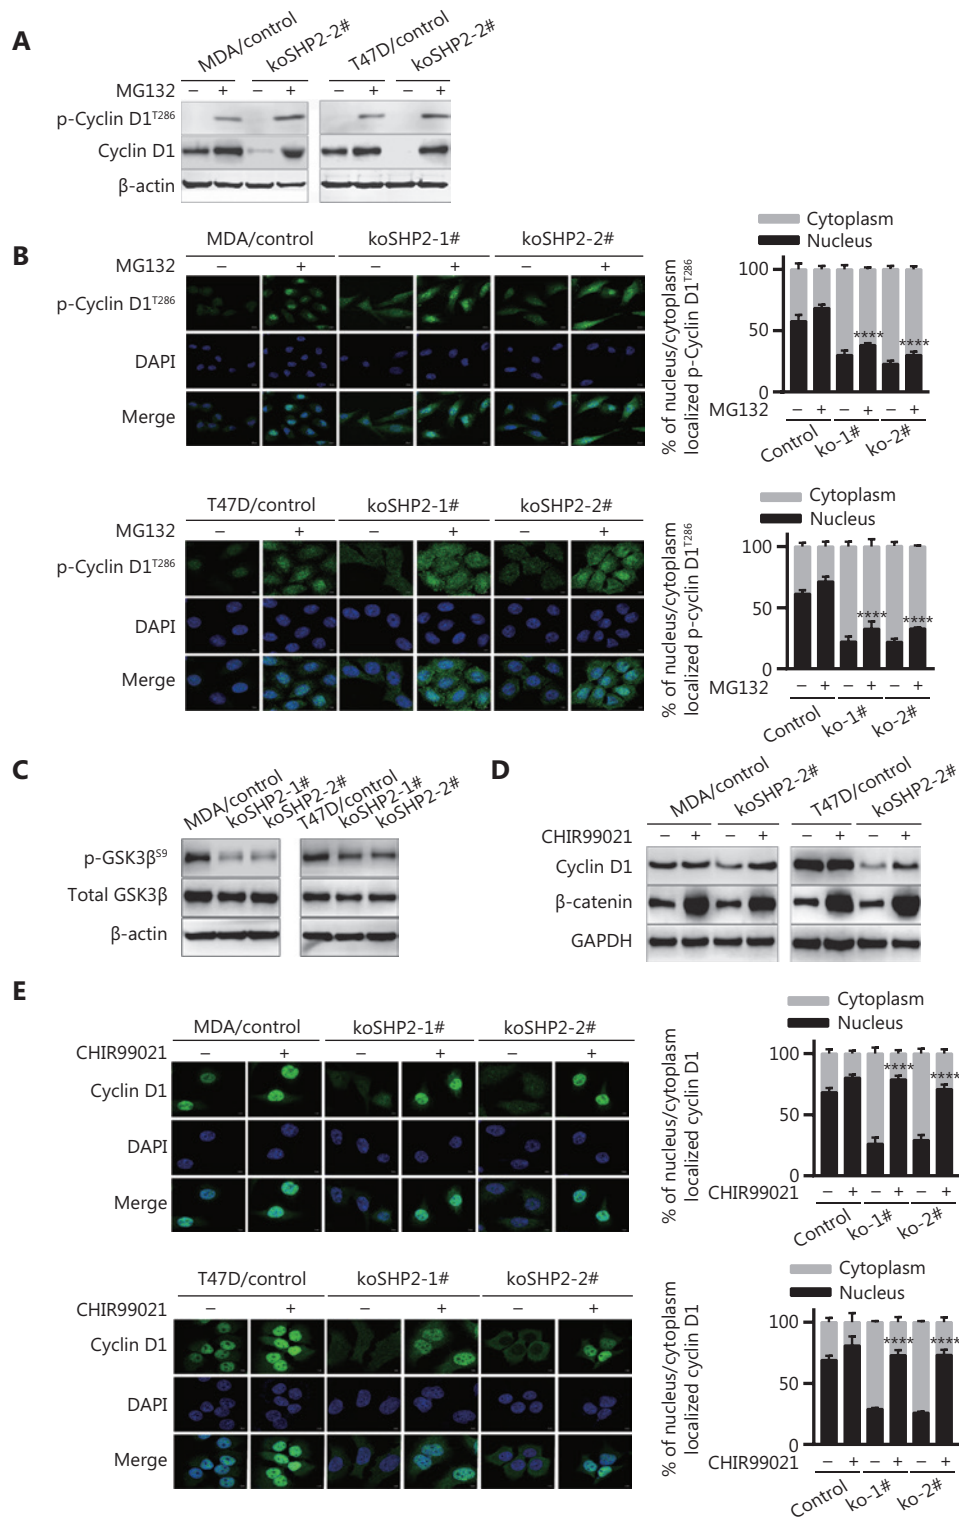 A
MDA/control koSHP2-2# T47D/control koSHP2-2#
MG132 − + − + − + − +
p-Cyclin D1T286
Cyclin D1
β-actin
B
MDA/control koSHP2-1# koSHP2-2#
MG132 − + − + − +
p-Cyclin D1T286
DAPI
Merge
Cytoplasm
Nucleus
% of nucleus/cytoplasm
localized p-Cyclin D1T286
100
50
0
**** ****
MG132 − + − + − +
Control ko-1# ko-2#
T47D/control koSHP2-1# koSHP2-2#
MG132 − + − + − +
p-Cyclin D1T286
DAPI
Merge
Cytoplasm
Nucleus
% of nucleus/cytoplasm
localized p-cyclin D1T286
100
50
0
**** ****
MG132 − + − + − +
Control ko-1# ko-2#
C
MDA/control koSHP2-1# koSHP2-2# T47D/control koSHP2-1# koSHP2-2#
p-GSK3βS9
Total GSK3β
β-actin
D
MDA/control koSHP2-2# T47D/control koSHP2-2#
CHIR99021 − + − + − + − +
Cyclin D1
β-catenin
GAPDH
E
MDA/control koSHP2-1# koSHP2-2#
CHIR99021 − + − + − +
Cyclin D1
DAPI
Merge
Cytoplasm
Nucleus
% of nucleus/cytoplasm
localized cyclin D1
100
50
0
**** ****
CHIR99021 − + − + − +
Control ko-1# ko-2#
T47D/control koSHP2-1# koSHP2-2#
CHIR99021 − + − + − +
Cyclin D1
DAPI
Merge
Cytoplasm
Nucleus
% of nucleus/cytoplasm
localized cyclin D1
100
50
0
**** ****
CHIR99021 − + − + − +
Control ko-1# ko-2#